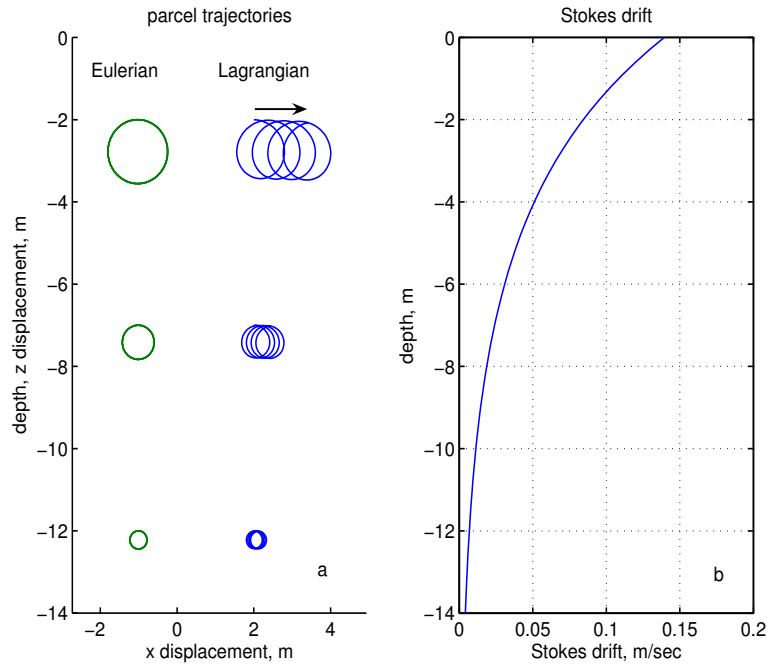 parcel trajectories
Eulerian
Lagrangian
0
−2
−4
−6
−8
−10
−12
−14
depth, z displacement, m
a
−2
0
2
4
x displacement, m
Stokes drift
0
−2
−4
−6
−8
−10
−12
−14
depth, m
b
0
0.05
0.1
0.15
0.2
Stokes drift, m/sec